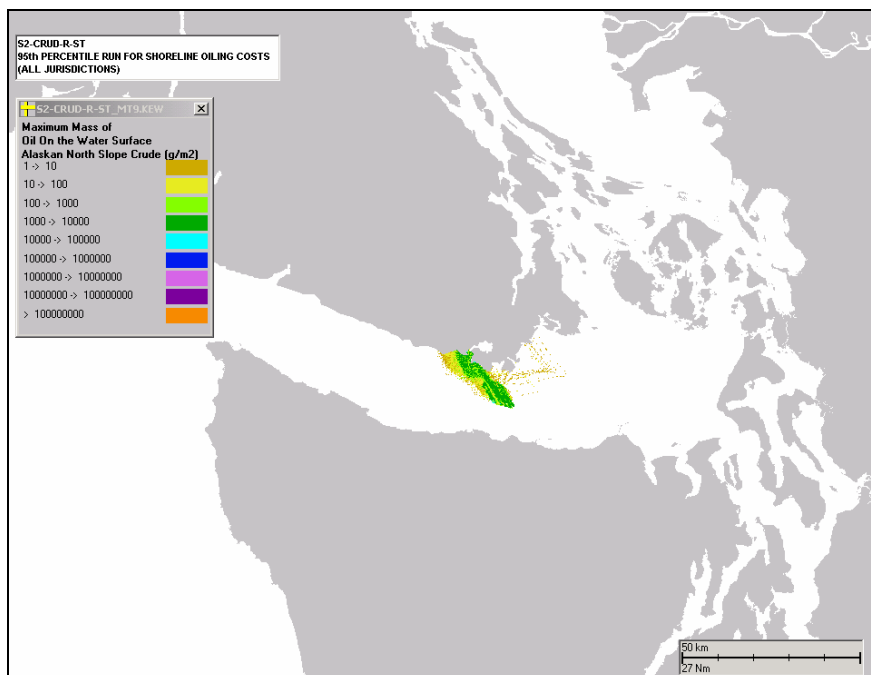 S2-CRUD-R-ST
95th PERCENTILE RUN FOR SHORELINE OILING COSTS
(ALL JURISDICTIONS)
S2-CRUD-R-ST_MT9.KEW
Maximum Mass of
Oil On the Water Surface
Alaskan North Slope Crude (g/m2)
1 -> 10
10 -> 100
100 -> 1000
1000 -> 10000
10000 -> 100000
100000 -> 1000000
1000000 -> 10000000
10000000 -> 100000000
> 100000000
50 km
27 Nm